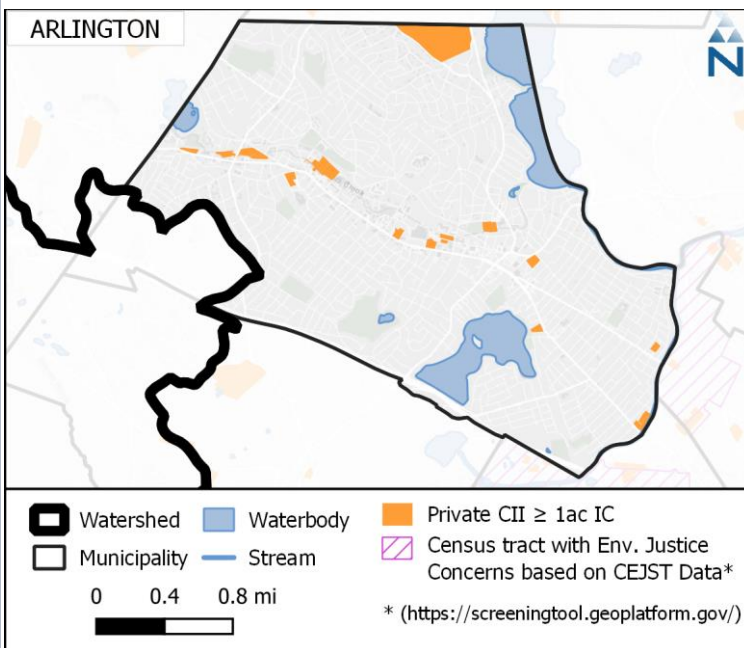 ARLINGTON
N
Watershed
Waterbody
Private CII ≥ 1ac IC
Municipality
Stream
Census tract with Env. Justice
Concerns based on CEJST Data*
0 0.4 0.8 mi
* (https://screeningtool.geoplatform.gov/)